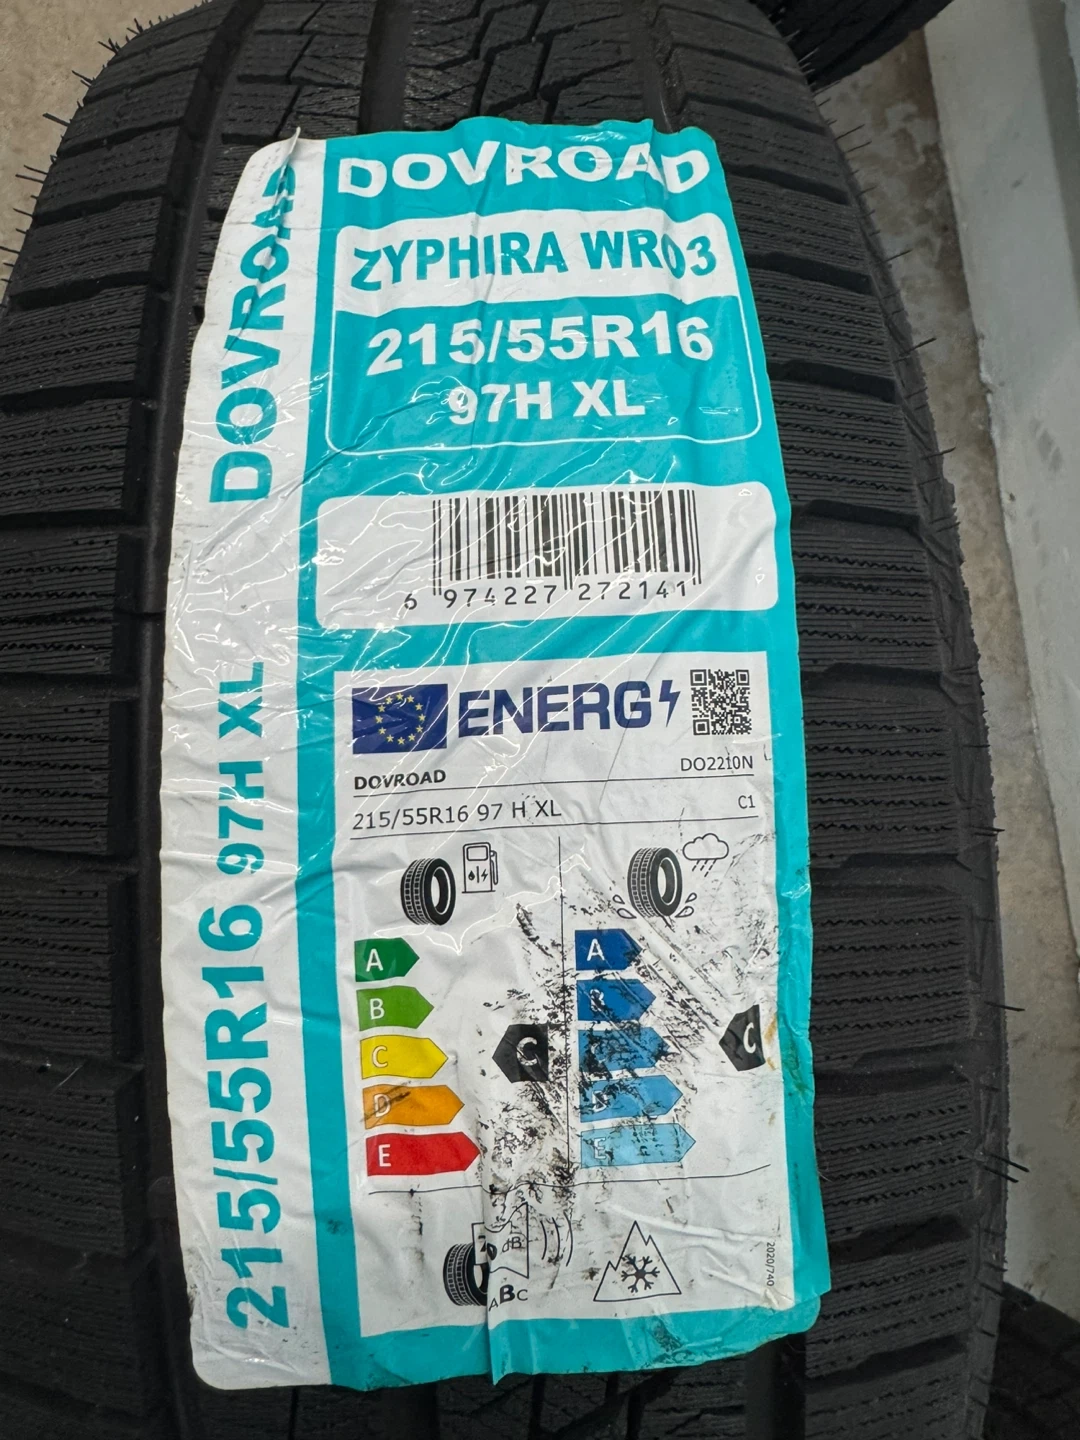 DOVROAD
ZYPHIRA WR03
215/55R16
97H XL
6 974227 272141
ENERG
DOVROAD DO2210N
215/55R16 97 H XL C1
A A
B B
C C
C
D D
E E
dB
ABC
2020/740
215/55R16 97H XL DOVROAD